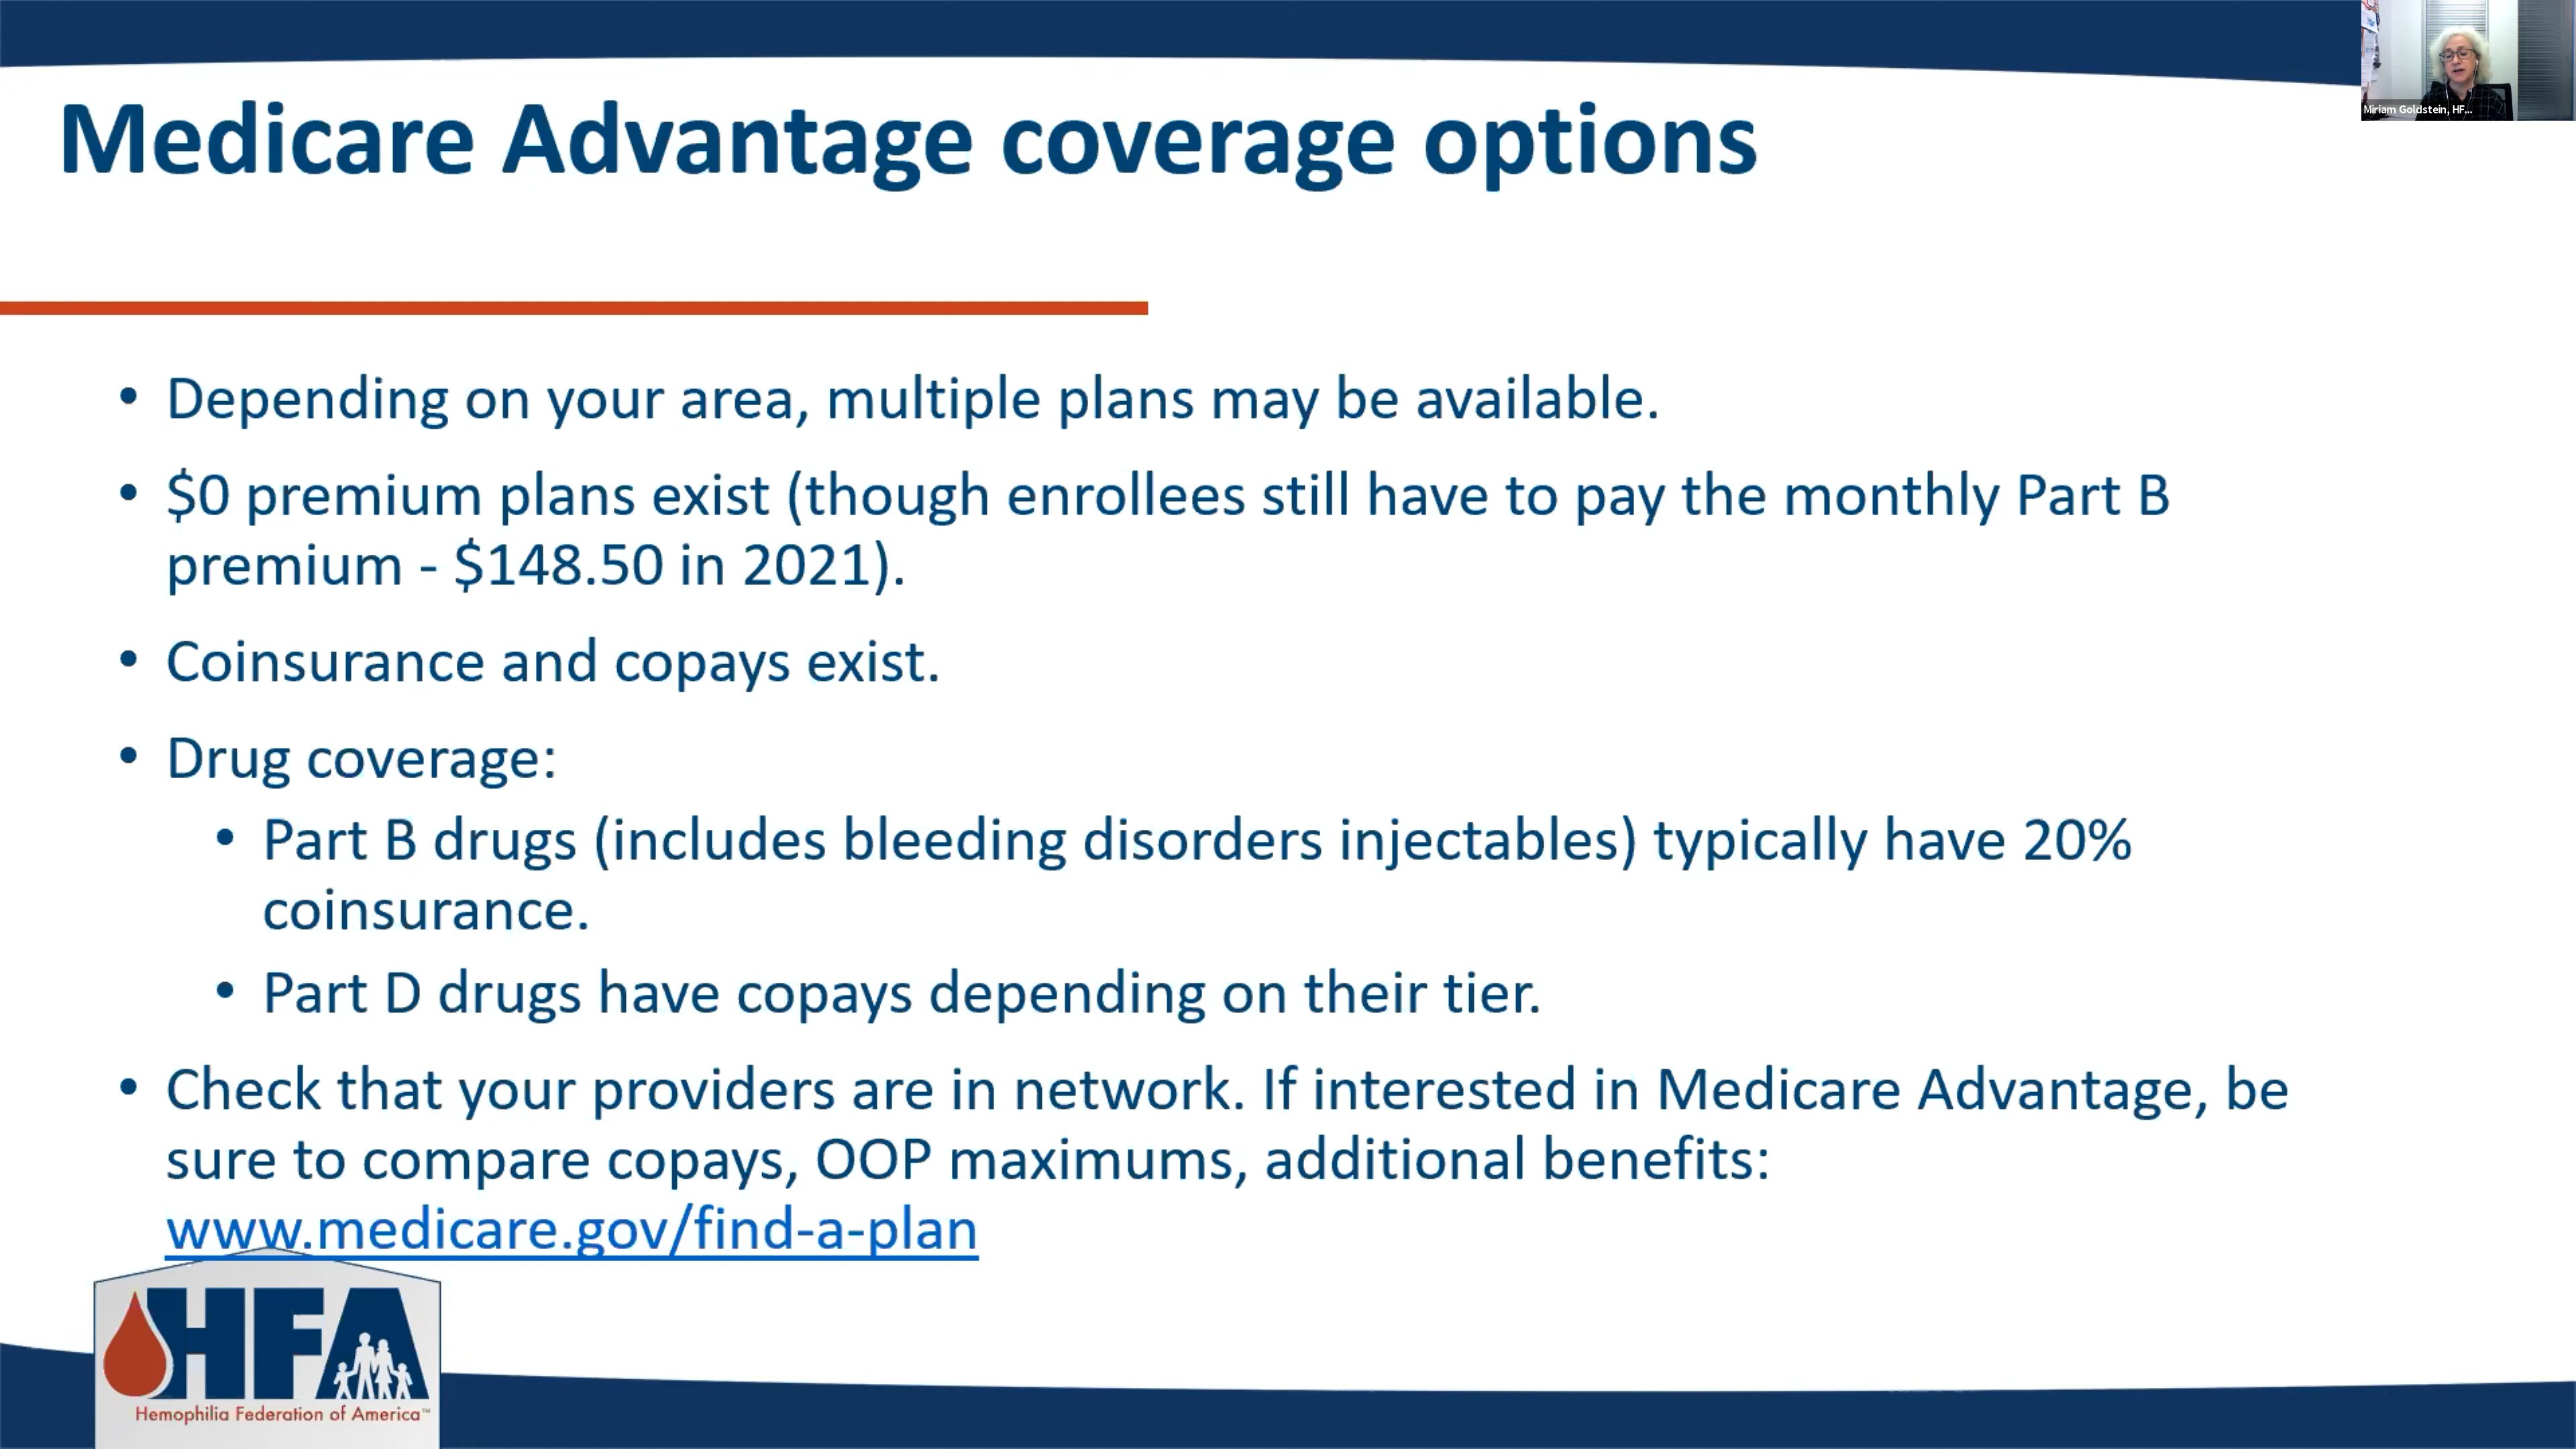 Miriam Goldstein, HF...
Medicare Advantage coverage options
• Depending on your area, multiple plans may be available.
• $0 premium plans exist (though enrollees still have to pay the monthly Part B
premium - $148.50 in 2021).
• Coinsurance and copays exist.
• Drug coverage:
• Part B drugs (includes bleeding disorders injectables) typically have 20%
coinsurance.
• Part D drugs have copays depending on their tier.
• Check that your providers are in network. If interested in Medicare Advantage, be
sure to compare copays, OOP maximums, additional benefits:
www.medicare.gov/find-a-plan
HFA
Hemophilia Federation of America™